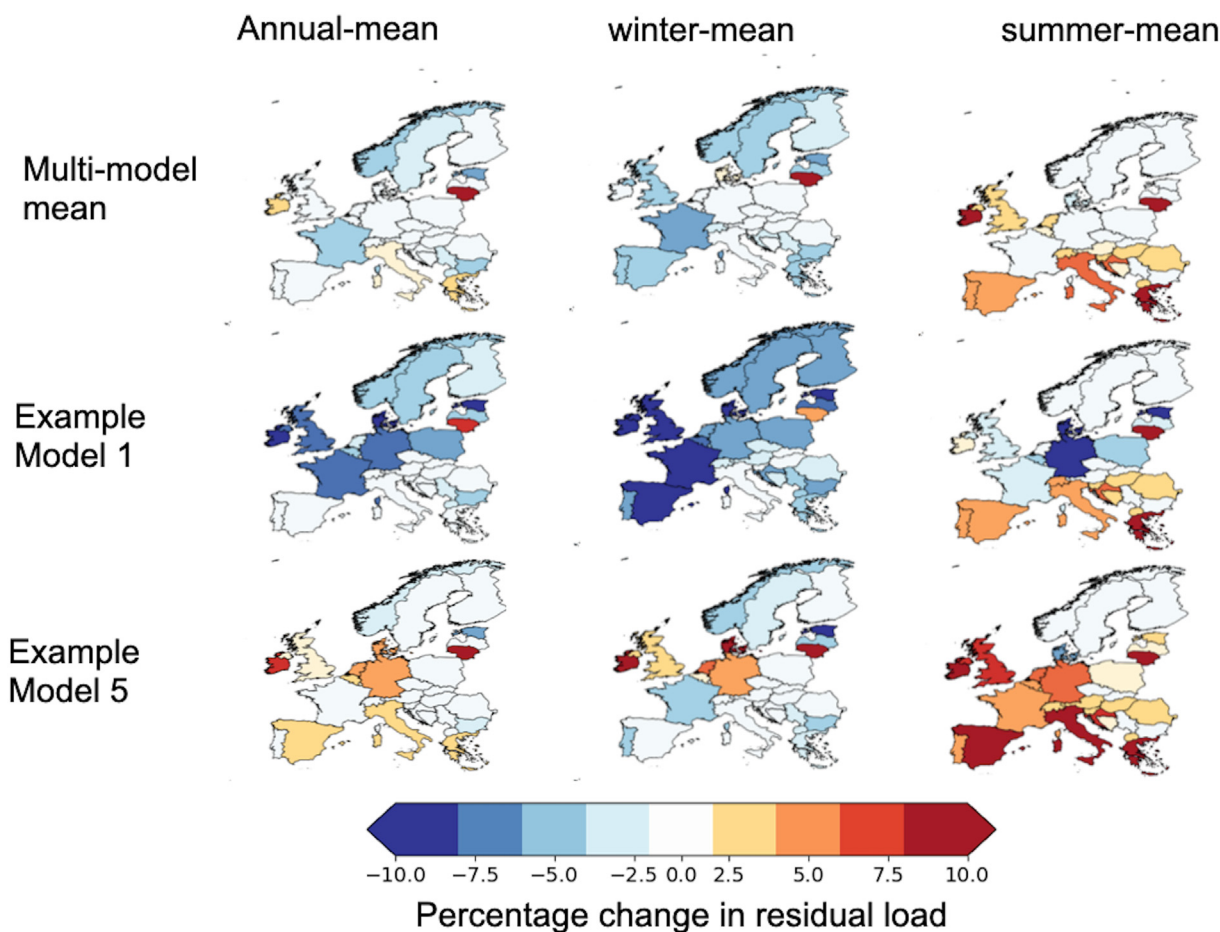 Annual-mean winter-mean summer-mean
Multi-model
mean
Example
Model 1
Example
Model 5
−10.0 −7.5 −5.0 −2.5 0.0 2.5 5.0 7.5 10.0
Percentage change in residual load